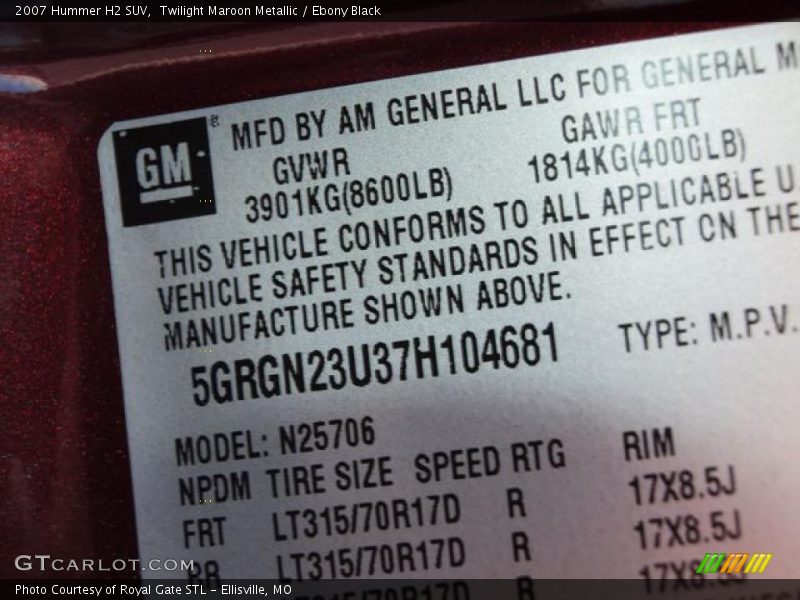 2007 Hummer H2 SUV,  Twilight Maroon Metallic / Ebony Black
GM ®
MFD BY AM GENERAL LLC FOR GENERAL M
GVWR GAWR FRT
3901KG(8600LB) 1814KG(4000LB)
THIS VEHICLE CONFORMS TO ALL APPLICABLE U
VEHICLE SAFETY STANDARDS IN EFFECT ON THE
MANUFACTURE SHOWN ABOVE.
5GRGN23U37H104681 TYPE: M.P.V.
MODEL: N25706
NPDM TIRE SIZE SPEED RTG RIM
FRT LT315/70R17D R 17X8.5J
RR LT315/70R17D R 17X8.5J
R 17X8.5J
GTcarlot.com
Photo Courtesy of Royal Gate STL – Ellisville, MO